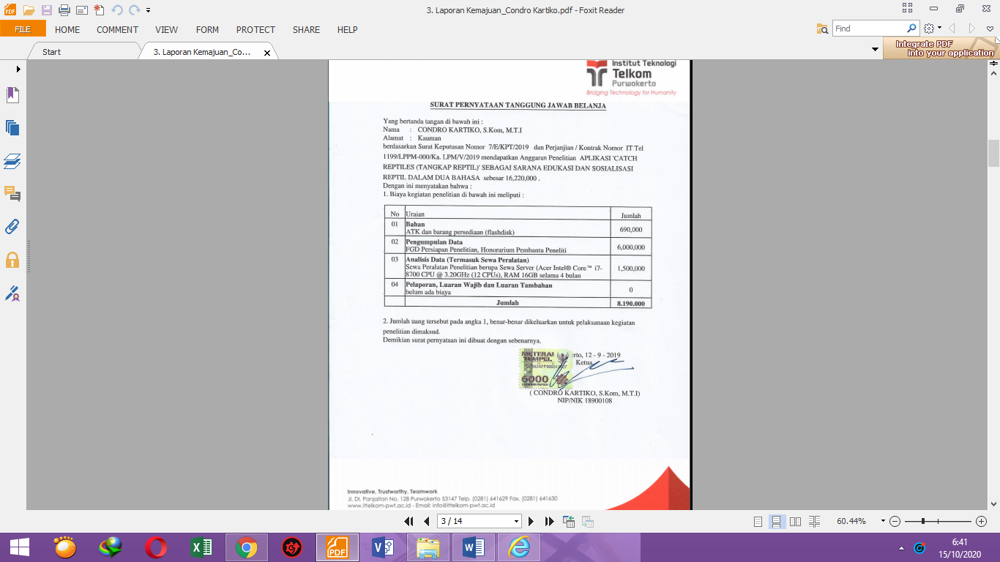 3. Laporan Kemajuan_Condro Kartiko.pdf - Foxit Reader
FILE HOME COMMENT VIEW FORM PROTECT SHARE HELP
Find
Start
3. Laporan Kemajuan_Co...
Integrate PDF
into your application
Institut Teknologi
Telkom
Purwokerto
Bridging Technology for Humanity
SURAT PERNYATAAN TANGGUNG JAWAB BELANJA
Yang bertanda tangan di bawah ini :
Nama : CONDRO KARTIKO, S.Kom, M.T.I
Alamat : Kauman
berdasarkan Surat Keputusan Nomor 7/E/KPT/2019 dan Perjanjian / Kontrak Nomor IT Tel
1199/LPPM-000/Ka. LPM/V/2019 mendapatkan Anggaran Penelitian APLIKASI 'CATCH
REPTILES (TANGKAP REPTIL)' SEBAGAI SARANA EDUKASI DAN SOSIALISASI
REPTIL DALAM DUA BAHASA sebesar 16,220,000 .
Dengan ini menyatakan bahwa :
1. Biaya kegiatan penelitian di bawah ini meliputi :
No Uraian Jumlah
01 Bahan
ATK dan barang persediaan (flashdisk) 690,000
02 Pengumpulan Data
FGD Persiapan Penelitian, Honorarium Pembantu Peneliti 6,000,000
03 Analisis Data (Termasuk Sewa Peralatan)
Sewa Peralatan Penelitian berupa Sewa Server (Acer Intel® Core™ i7-
8700 CPU @ 3.20GHz (12 CPUs), RAM 16GB selama 4 bulan 1,500,000
04 Pelaporan, Luaran Wajib dan Luaran Tambahan
belum ada biaya 0
Jumlah 8.190.000
2. Jumlah uang tersebut pada angka 1, benar-benar dikeluarkan untuk pelaksanaan kegiatan
penelitian dimaksud.
Demikian surat pernyataan ini dibuat dengan sebenarnya.
erto, 12 - 9 - 2019
Ketua
METERAI
TEMPEL
6000
( CONDRO KARTIKO, S.Kom, M.T.I)
NIP/NIK 18900108
Innovative, Trustworthy, Teamwork
Jl. DI. Panjaitan No. 128 Purwokerto 53147 Telp. (0281) 641629 Fax. (0281) 641630
www.ittelkom-pwt.ac.id - Email: info@ittelkom-pwt.ac.id
3 / 14
60.44%
6:41
15/10/2020